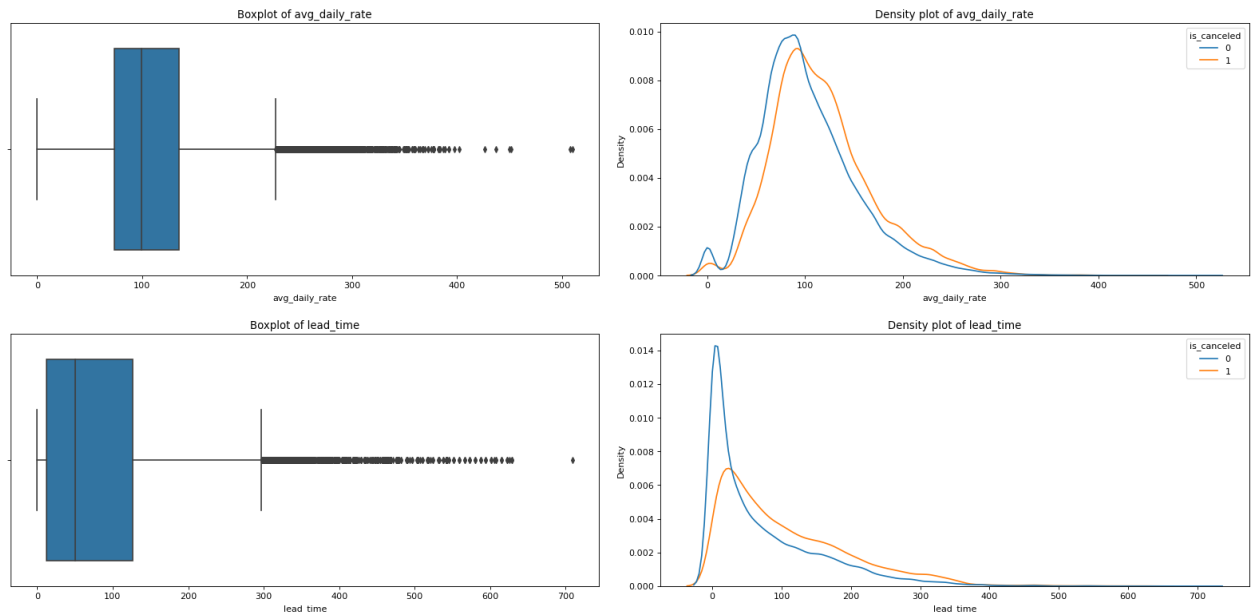 Boxplot of avg_daily_rate
0 100 200 300 400 500
avg_daily_rate
Density plot of avg_daily_rate
is_canceled
0
1
0.010
0.008
0.006
0.004
0.002
0.000
Density
0 100 200 300 400 500
avg_daily_rate
Boxplot of lead_time
0 100 200 300 400 500 600 700
lead_time
Density plot of lead_time
is_canceled
0
1
0.014
0.012
0.010
0.008
0.006
0.004
0.002
0.000
Density
0 100 200 300 400 500 600 700
lead_time